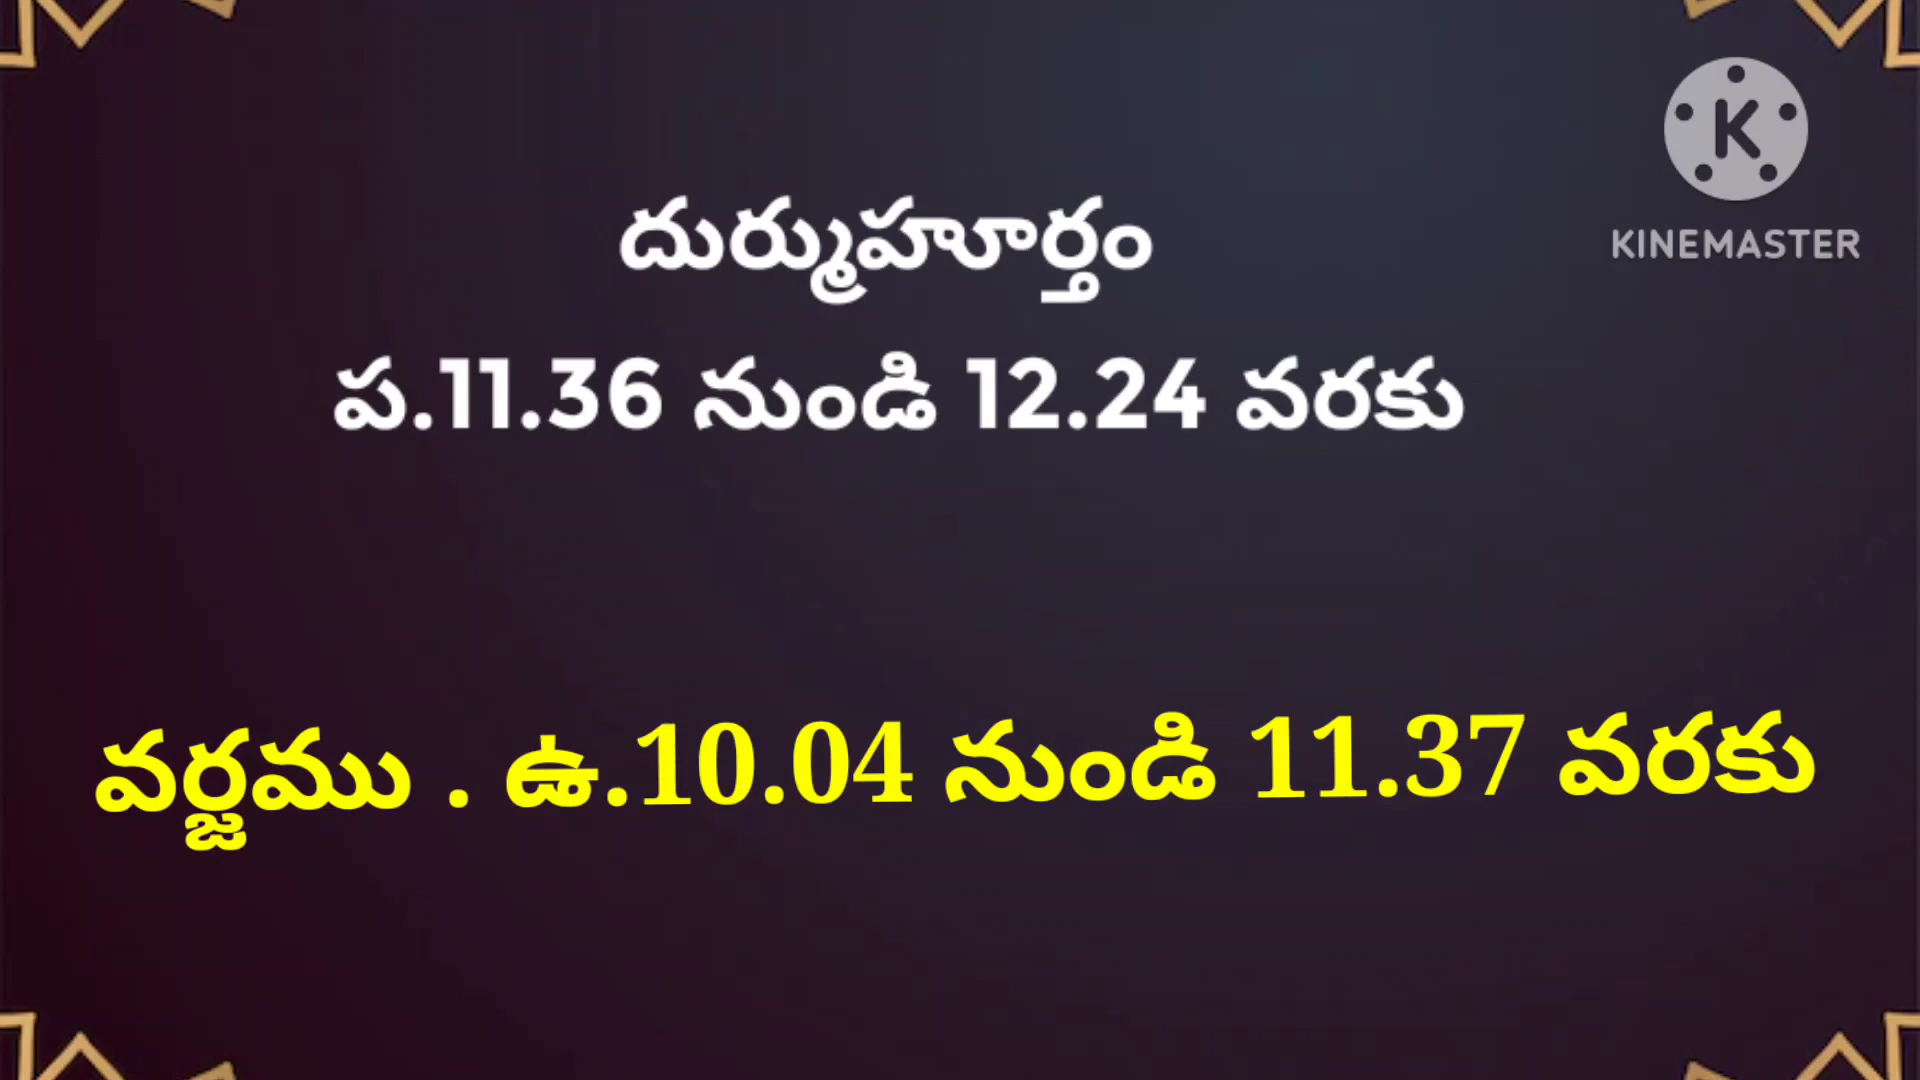 KINEMASTER
దుర్ముహూర్తం
ప.11.36 నుండి 12.24 వరకు
వర్జము . ఉ.10.04 నుండి 11.37 వరకు